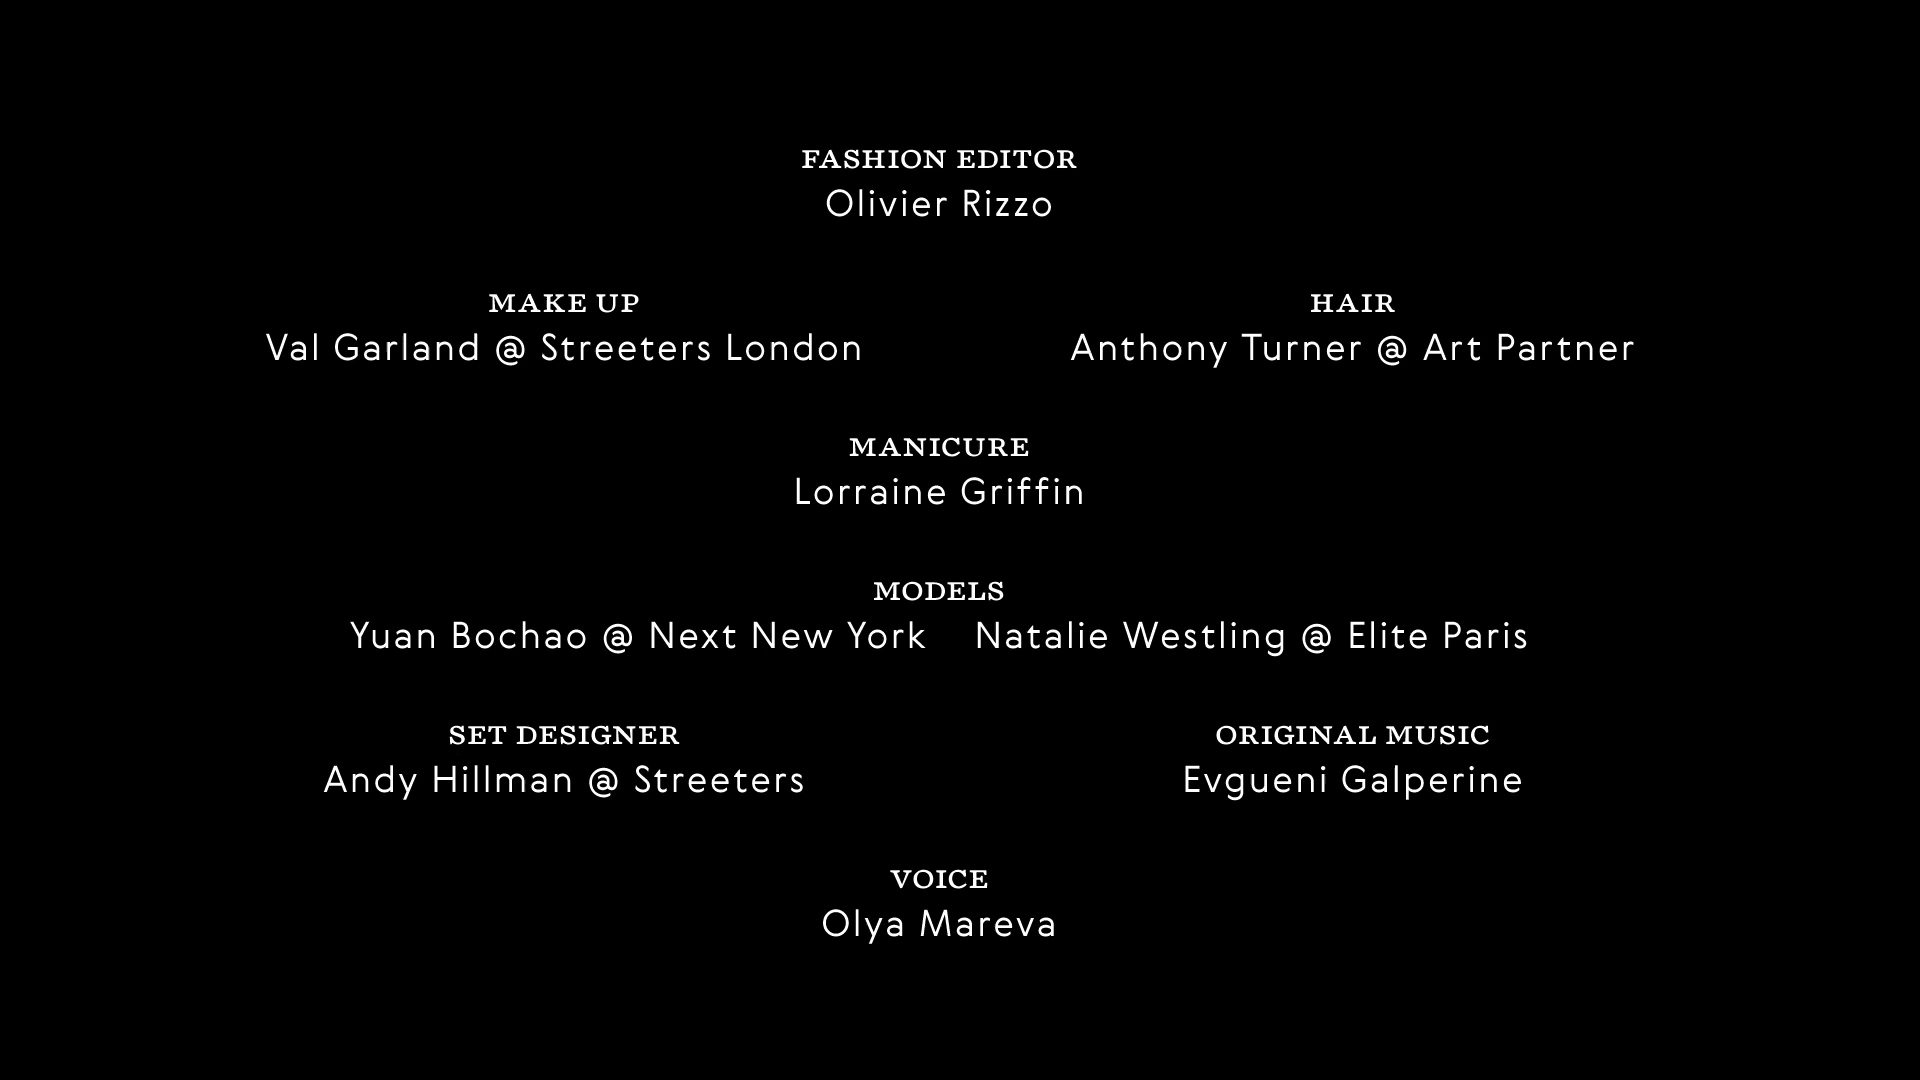 FASHION EDITOR
Olivier Rizzo
MAKE UP
Val Garland @ Streeters London
HAIR
Anthony Turner @ Art Partner
MANICURE
Lorraine Griffin
MODELS
Yuan Bochao @ Next New York Natalie Westling @ Elite Paris
SET DESIGNER
Andy Hillman @ Streeters
ORIGINAL MUSIC
Evgueni Galperine
VOICE
Olya Mareva